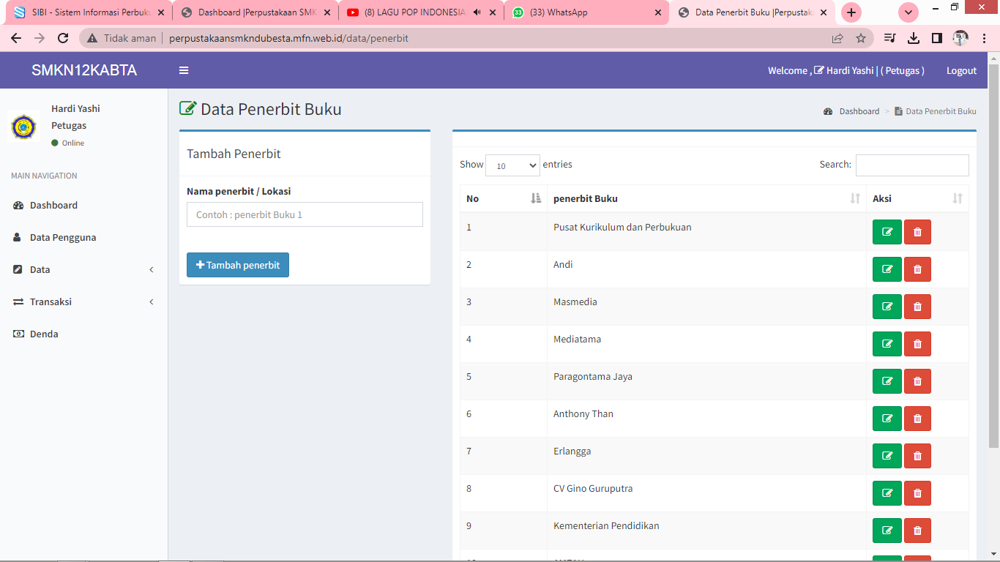 SIBI - Sistem Informasi Perbuku
Dashboard |Perpustakaan SMK
(8) LAGU POP INDONESIA
(33) WhatsApp
Data Penerbit Buku |Perpustaka
Tidak aman | perpustakaansmkndubesta.mfn.web.id/data/penerbit
SMKN12KABTA
Welcome , Hardi Yashi | ( Petugas )
Logout
Hardi Yashi
Petugas
Online
MAIN NAVIGATION
Dashboard
Data Pengguna
Data
Transaksi
Denda
Data Penerbit Buku
Dashboard > Data Penerbit Buku
Tambah Penerbit
Nama penerbit / Lokasi
Contoh : penerbit Buku 1
Tambah penerbit
Show 10 entries
Search:
No penerbit Buku Aksi
1 Pusat Kurikulum dan Perbukuan
2 Andi
3 Masmedia
4 Mediatama
5 Paragontama Jaya
6 Anthony Than
7 Erlangga
8 CV Gino Guruputra
9 Kementerian Pendidikan